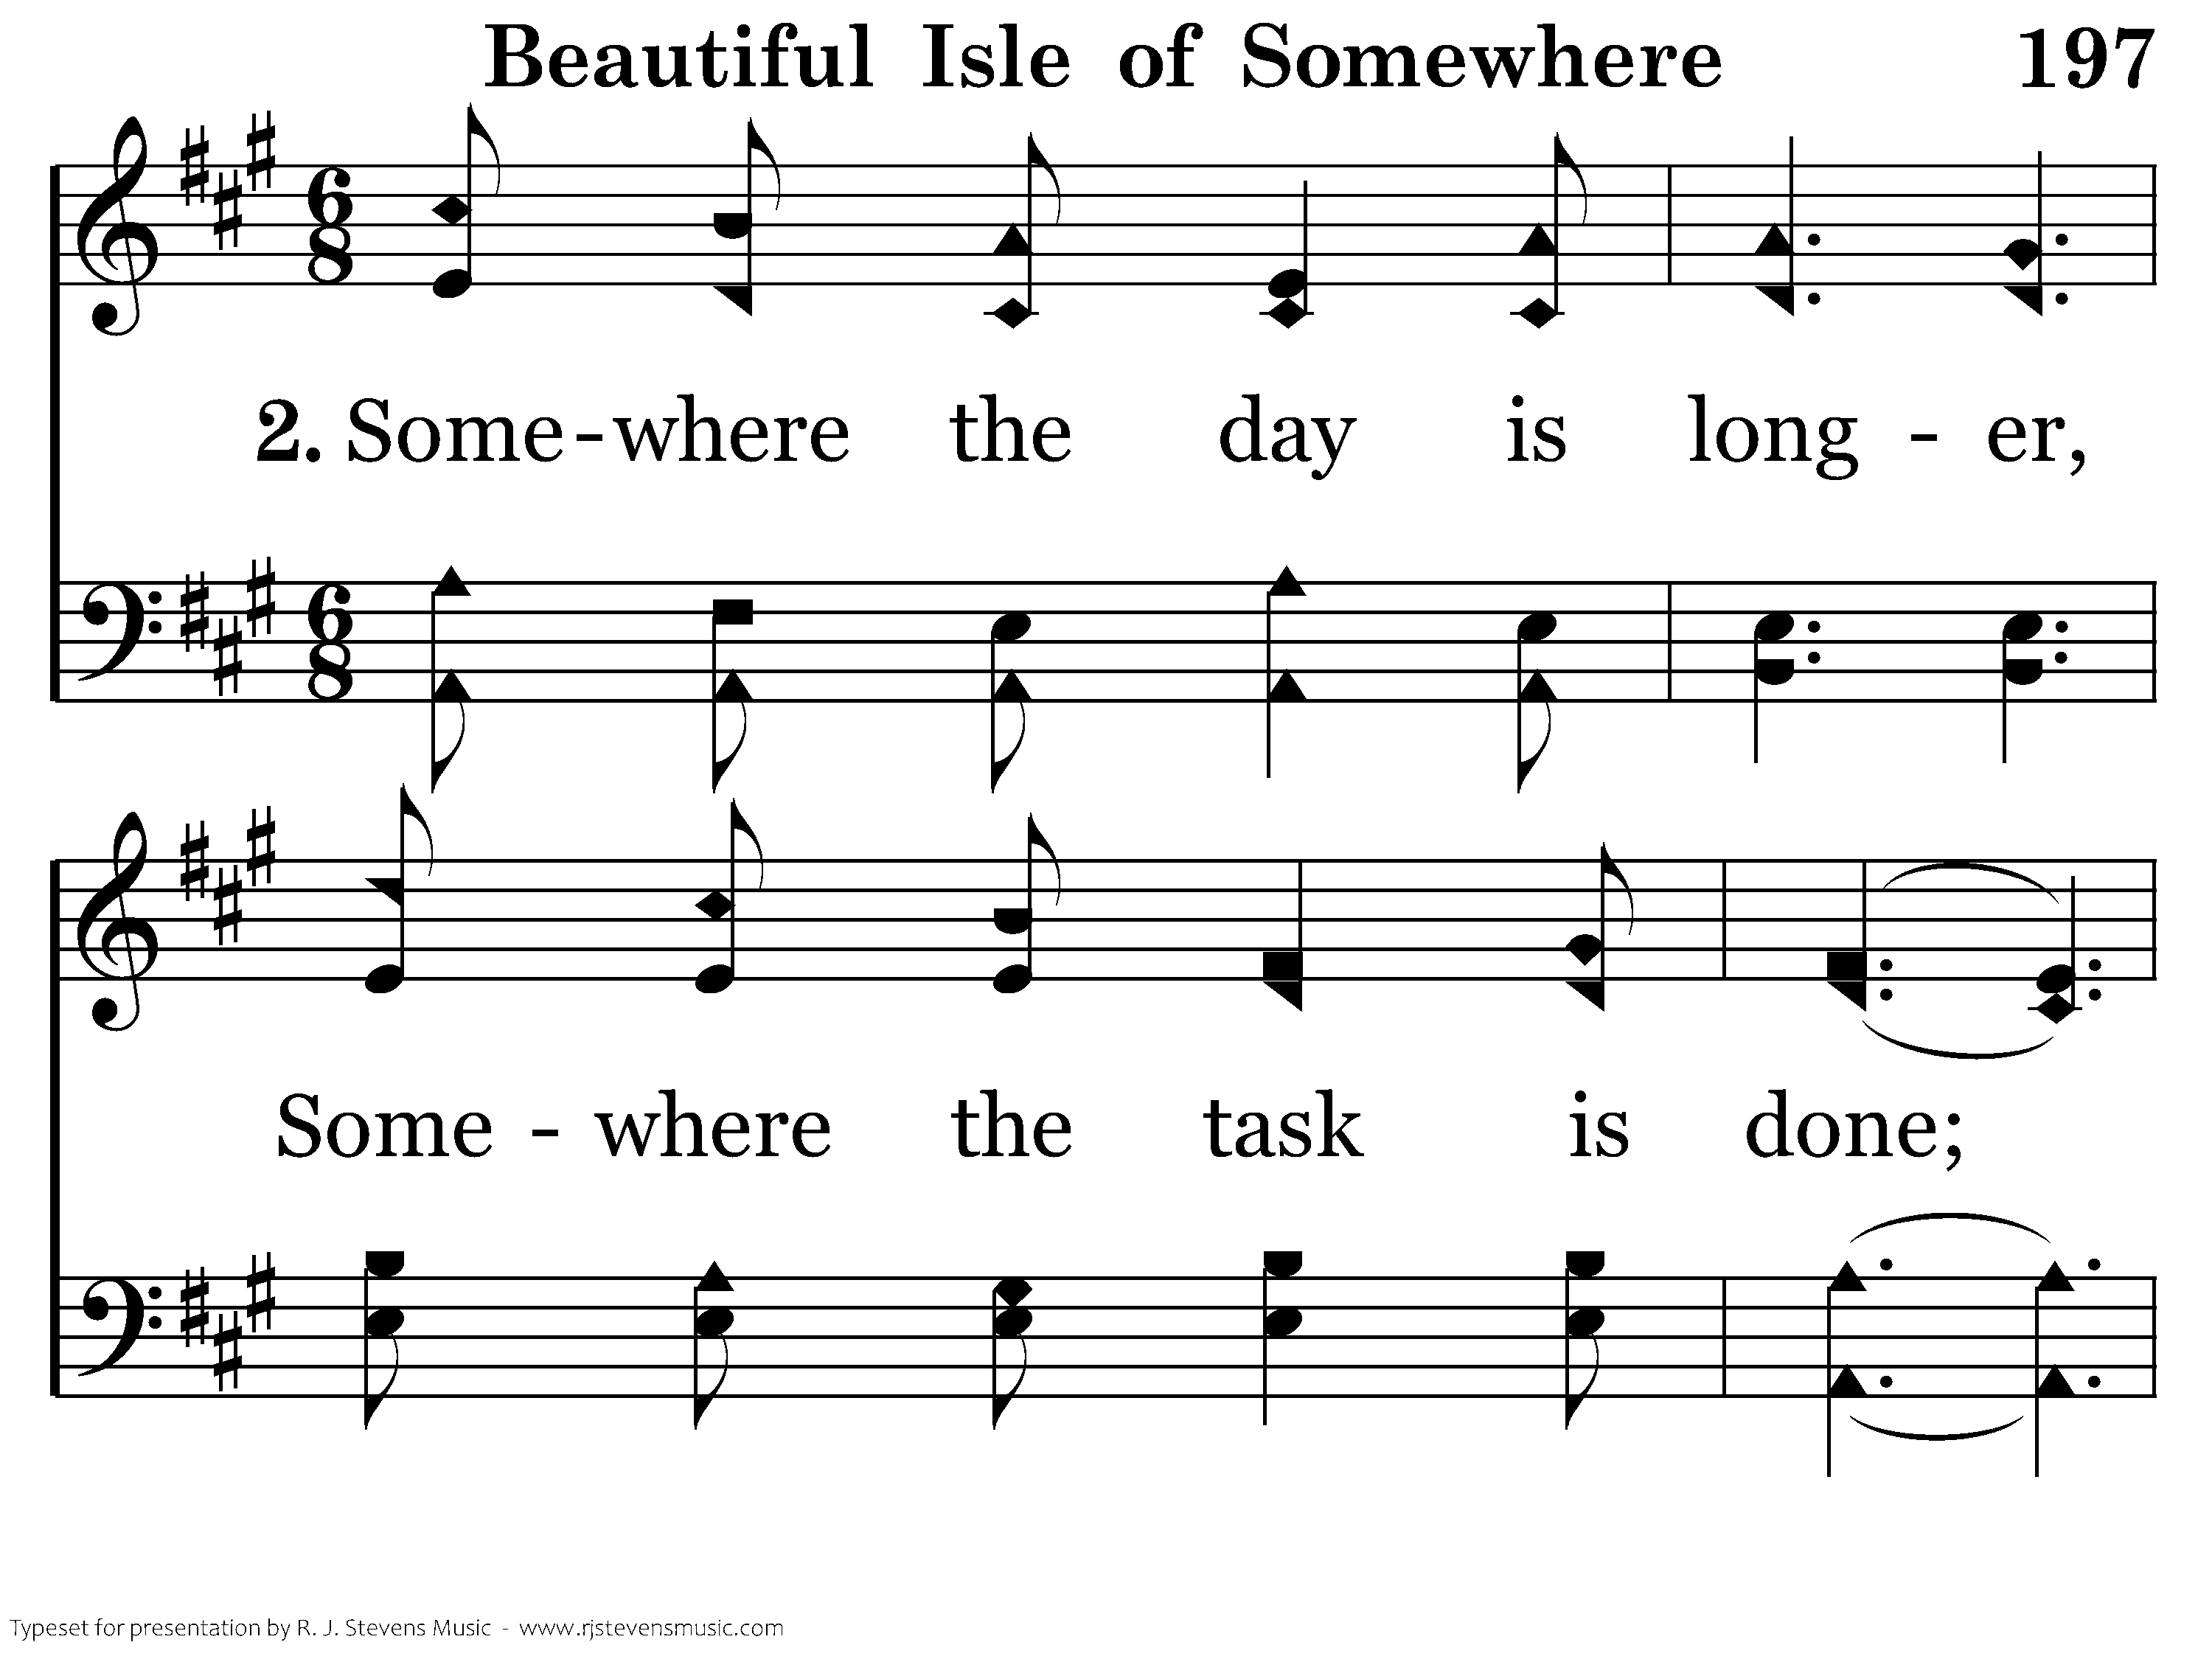 Beautiful Isle of Somewhere 197
2. Some-where the day is long - er,
Some - where the task is done;
Typeset for presentation by R. J. Stevens Music - www.rjstevensmusic.com